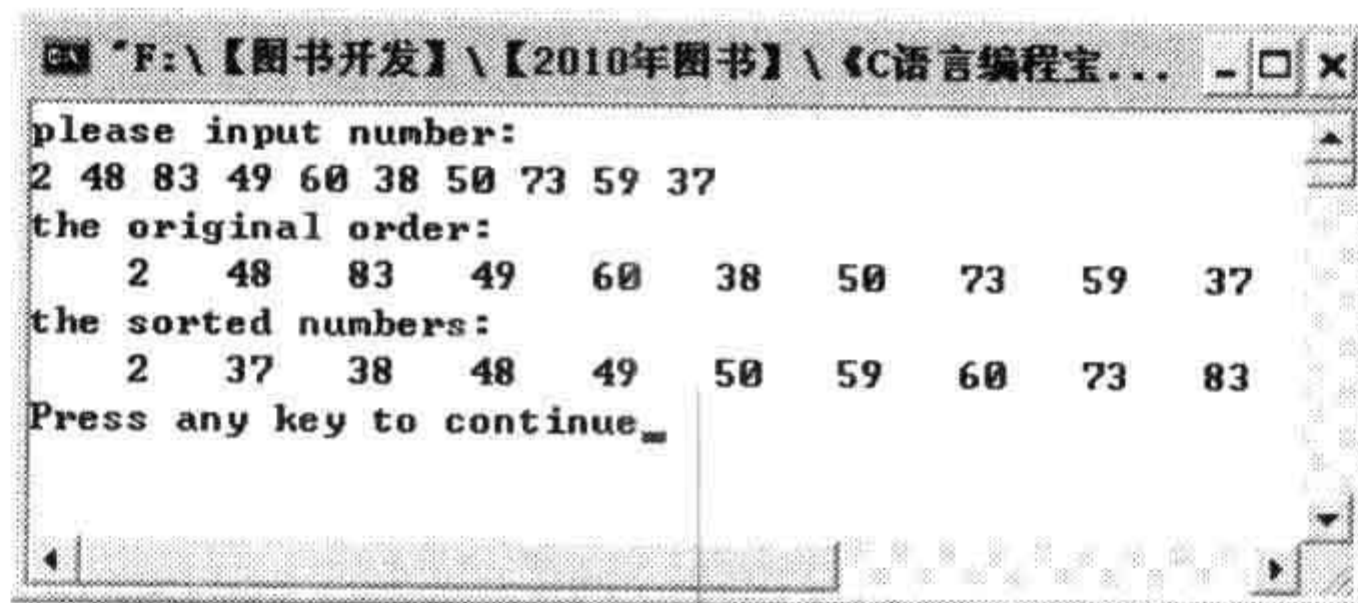 "F:\【图书开发】\【2010年图书】\《C语言编程宝...
please input number:
2 48 83 49 60 38 50 73 59 37
the original order:
2 48 83 49 60 38 50 73 59 37
the sorted numbers:
2 37 38 48 49 50 59 60 73 83
Press any key to continue_